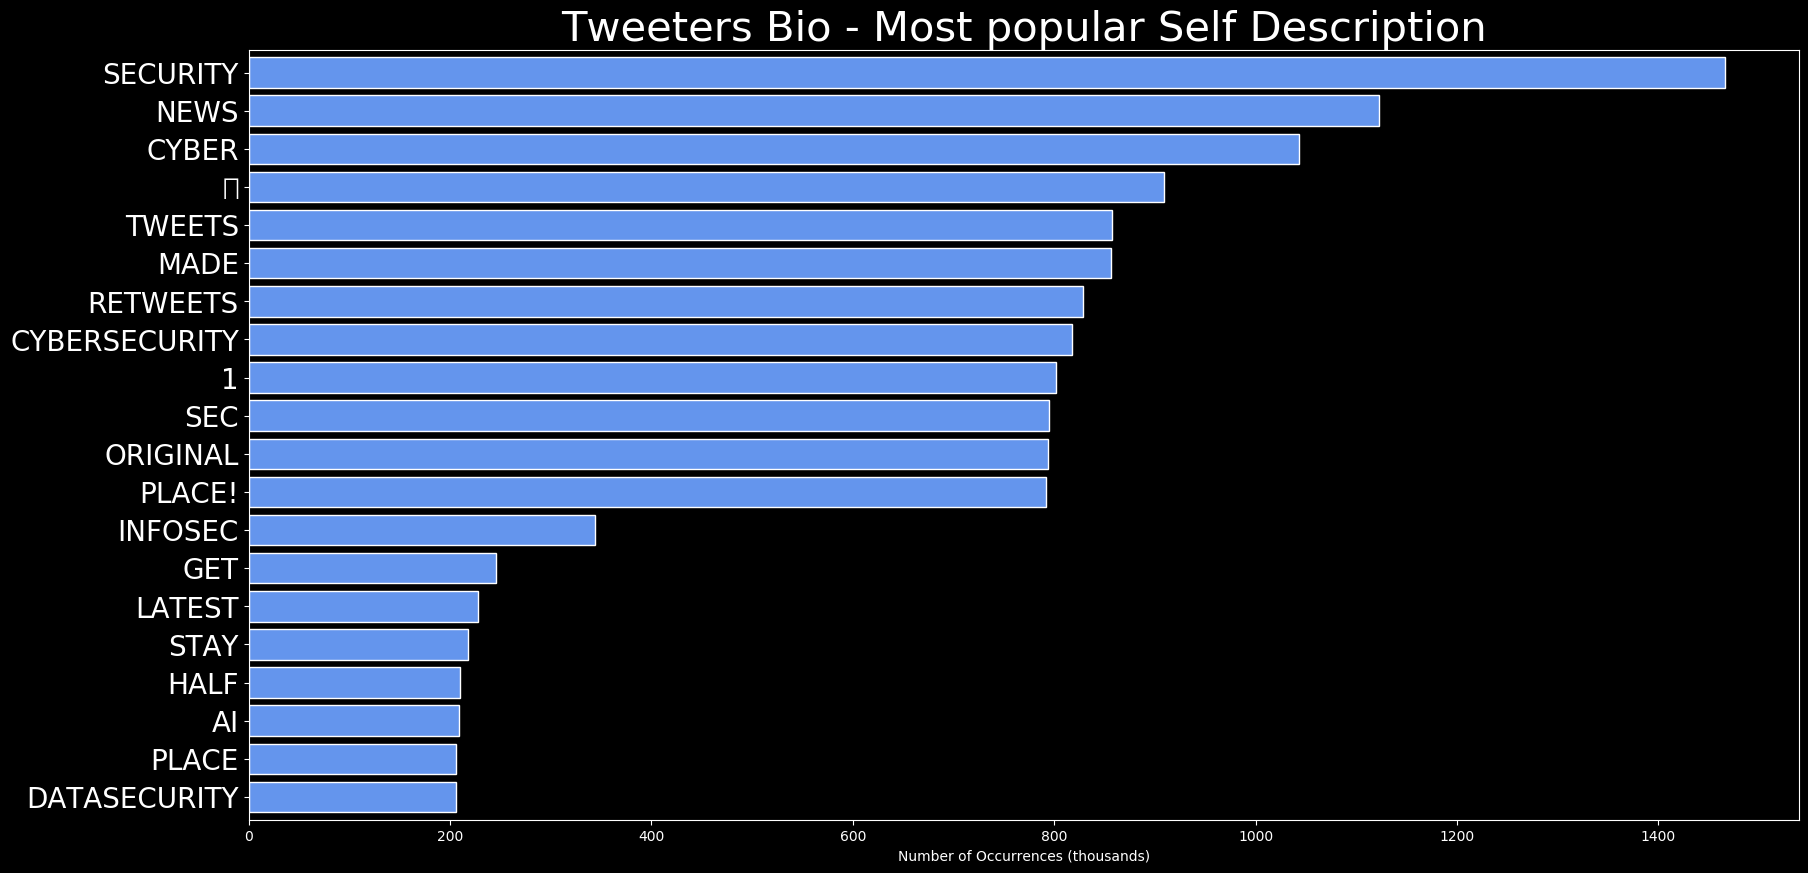 Tweeters Bio - Most popular Self Description
SECURITY
NEWS
CYBER
TWEETS
MADE
RETWEETS
CYBERSECURITY
1
SEC
ORIGINAL
PLACE!
INFOSEC
GET
LATEST
STAY
HALF
AI
PLACE
DATASECURITY
0 200 400 600 800 1000 1200 1400
Number of Occurrences (thousands)